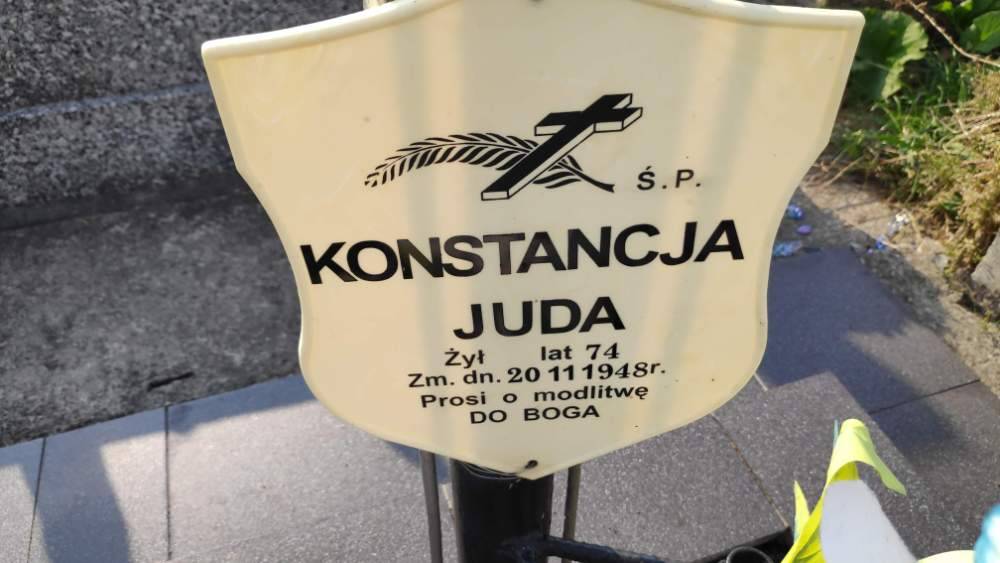 Ś.P.
KONSTANCJA
JUDA
Żył lat 74
Zm. dn. 20 11 1948r.
Prosi o modlitwę
DO BOGA